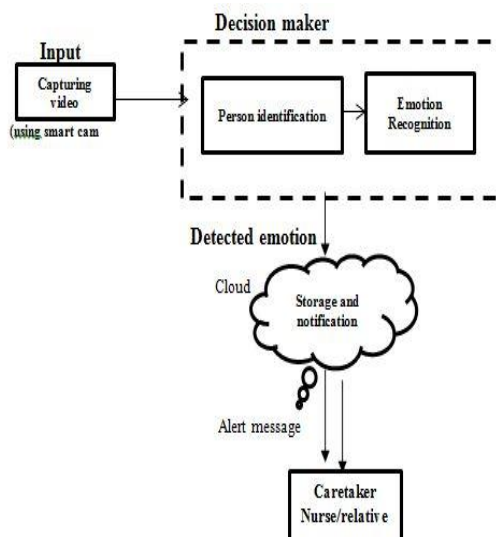 Decision maker
Input
Capturing
video
(using smart cam
Person identification
Emotion
Recognition
Detected emotion
Cloud
Storage and
notification
Alert message
Caretaker
Nurse/relative